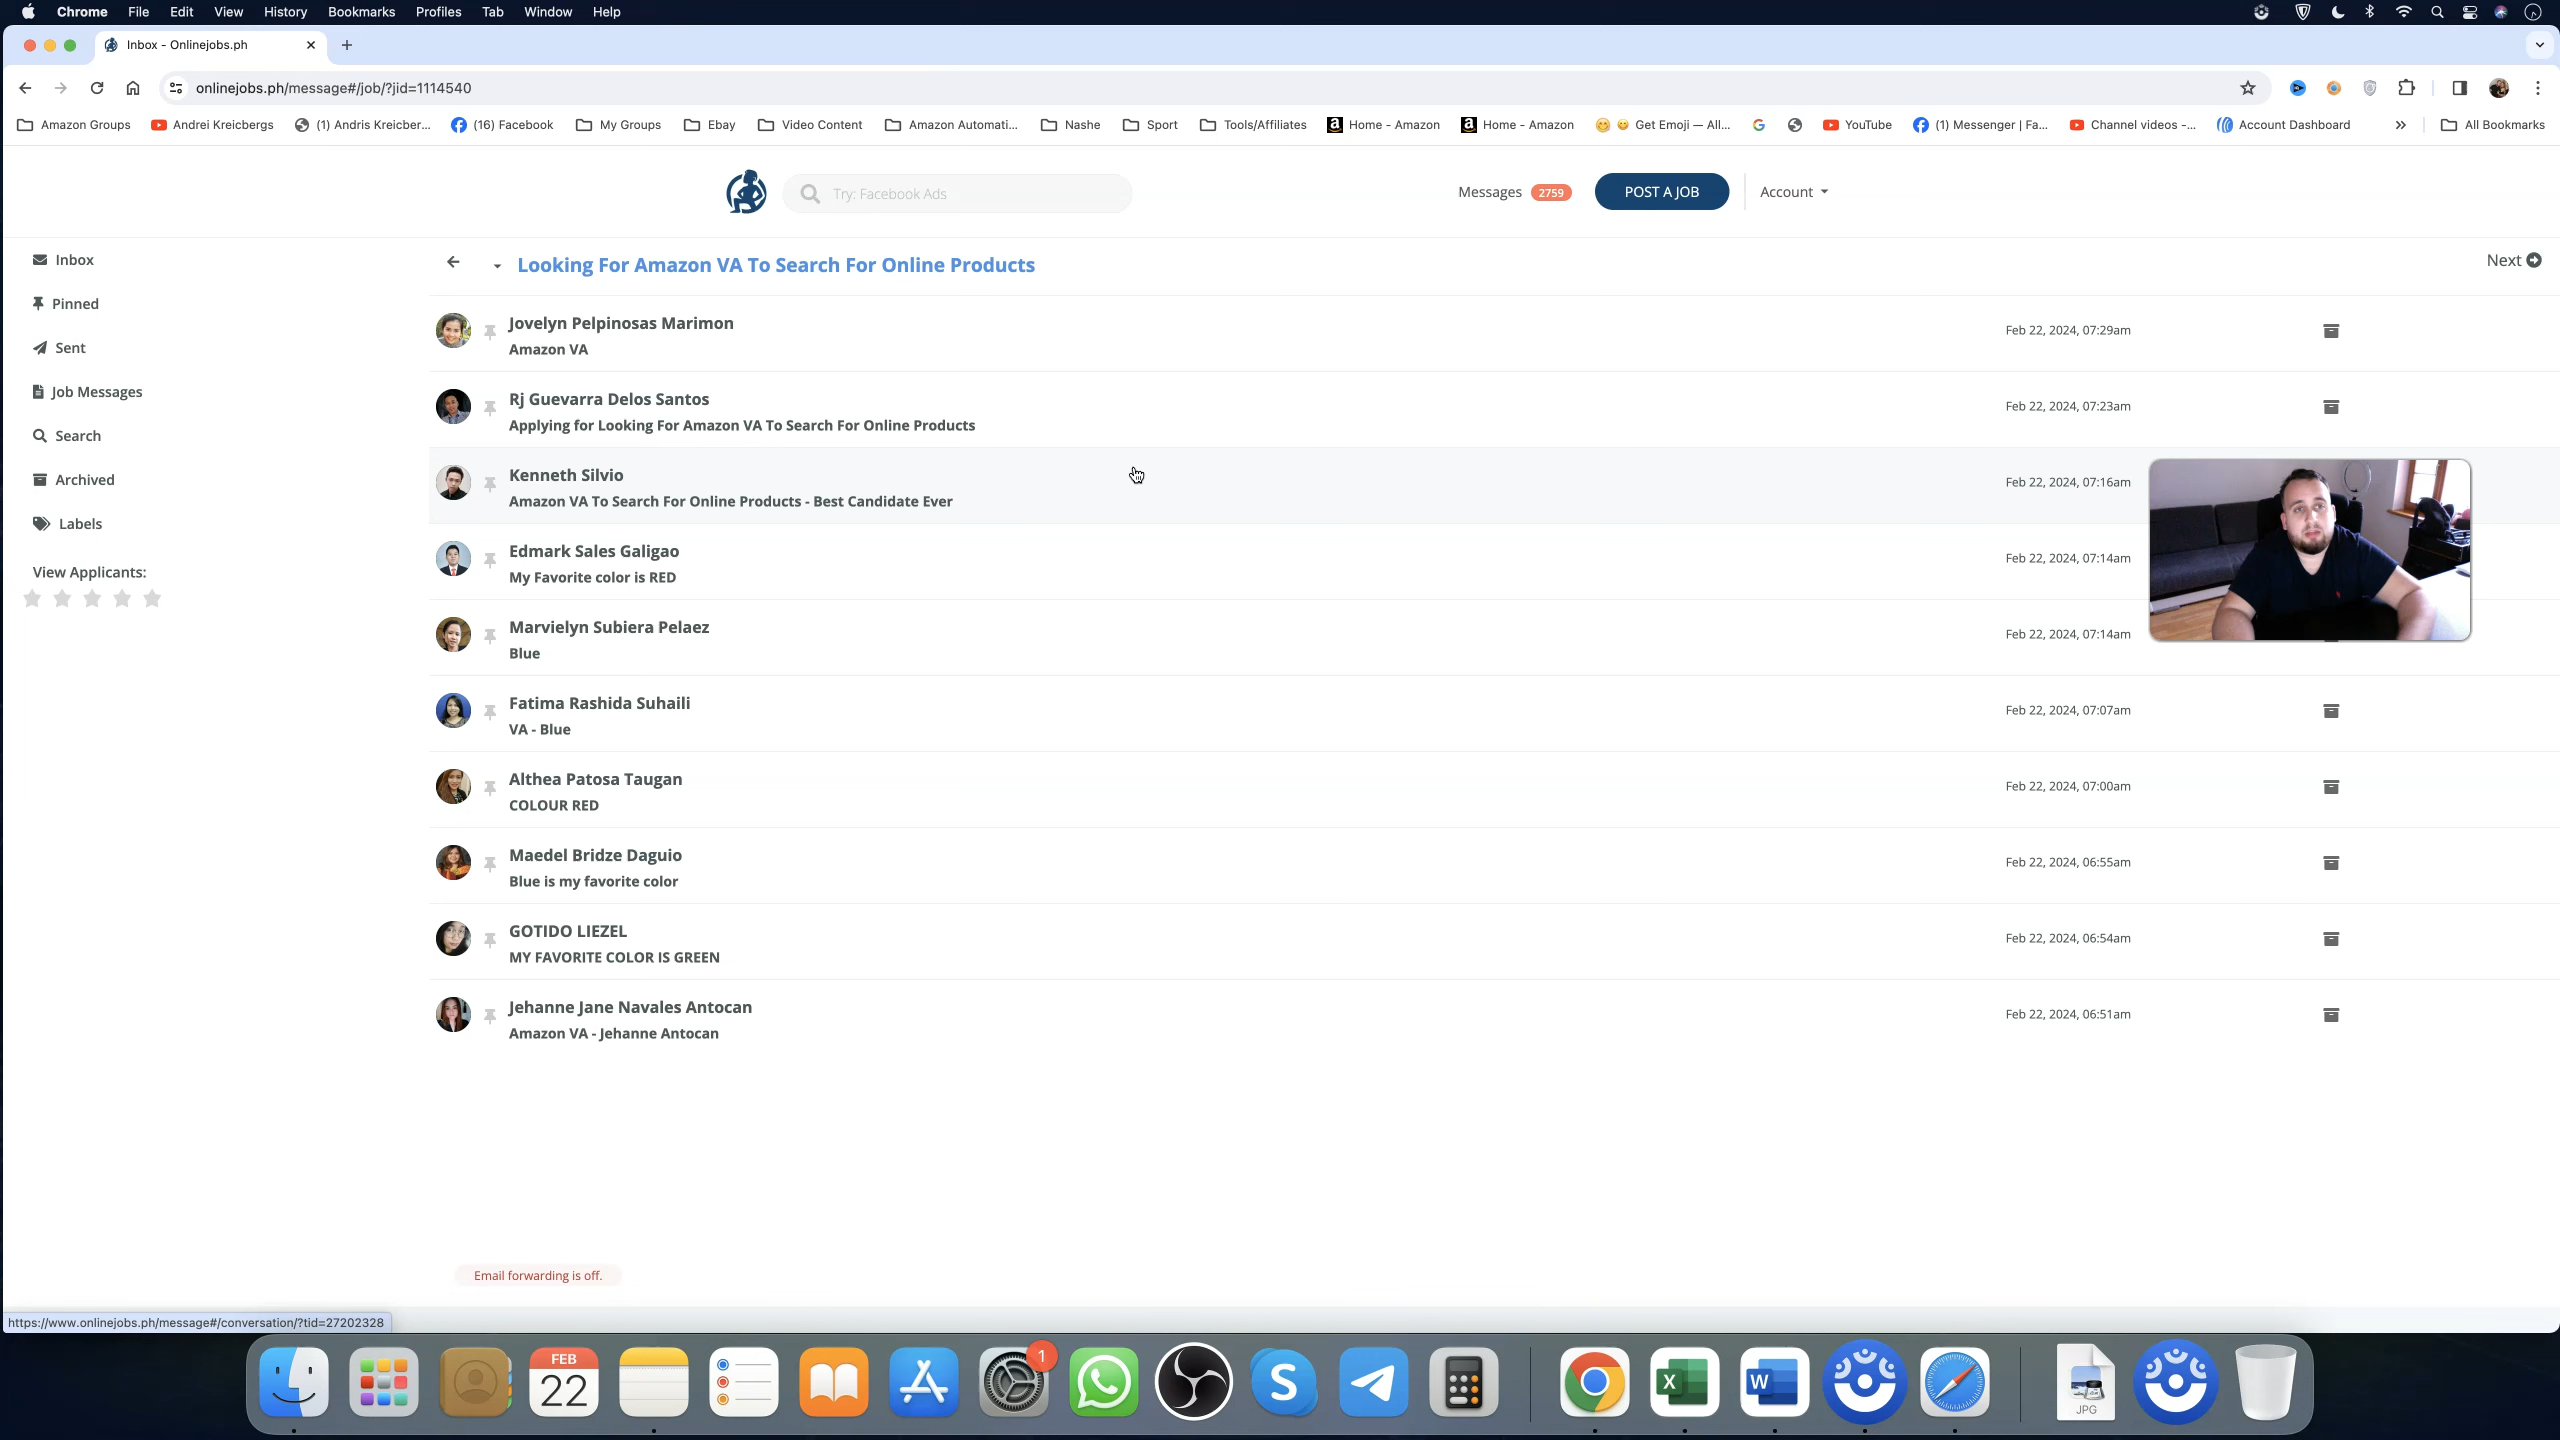 Chrome File Edit View History Bookmarks Profiles Tab Window Help
Inbox - Onlinejobs.ph
onlinejobs.ph/message#/job/?jid=1114540
Amazon Groups Andrei Kreicbergs (1) Andris Kreicber... (16) Facebook My Groups Ebay Video Content Amazon Automati... Nashe Sport Tools/Affiliates Home - Amazon Home - Amazon Get Emoji — All... YouTube (1) Messenger | Fa... Channel videos -... Account Dashboard » All Bookmarks
Try: Facebook Ads
Messages 2759 POST A JOB Account
Inbox
Pinned
Sent
Job Messages
Search
Archived
Labels
View Applicants:
Looking For Amazon VA To Search For Online Products
Next
Jovelyn Pelpinosas Marimon
Amazon VA
Feb 22, 2024, 07:29am
Rj Guevarra Delos Santos
Applying for Looking For Amazon VA To Search For Online Products
Feb 22, 2024, 07:23am
Kenneth Silvio
Amazon VA To Search For Online Products - Best Candidate Ever
Feb 22, 2024, 07:16am
Edmark Sales Galigao
My Favorite color is RED
Feb 22, 2024, 07:14am
Marvielyn Subiera Pelaez
Blue
Feb 22, 2024, 07:14am
Fatima Rashida Suhaili
VA - Blue
Feb 22, 2024, 07:07am
Althea Patosa Taugan
COLOUR RED
Feb 22, 2024, 07:00am
Maedel Bridze Daguio
Blue is my favorite color
Feb 22, 2024, 06:55am
GOTIDO LIEZEL
MY FAVORITE COLOR IS GREEN
Feb 22, 2024, 06:54am
Jehanne Jane Navales Antocan
Amazon VA - Jehanne Antocan
Feb 22, 2024, 06:51am
Email forwarding is off.
https://www.onlinejobs.ph/message#/conversation/?tid=27202328
FEB
22
1
JPG